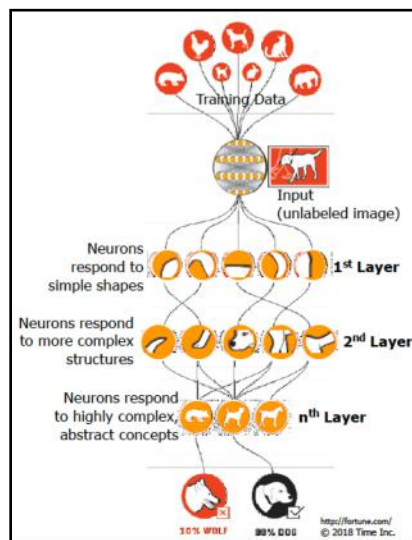 Training Data
Input
(unlabeled image)
Neurons
respond to
simple shapes
1st Layer
Neurons respond
to more complex
structures
2nd Layer
Neurons respond
to highly complex,
abstract concepts
nth Layer
10% WOLF
90% DOG
http://fortune.com/
© 2018 Time Inc.